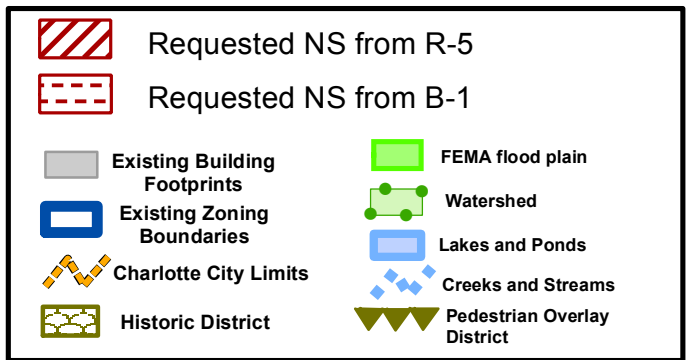 Requested NS from R-5
Requested NS from B-1
Existing Building
Footprints
Existing Zoning
Boundaries
Charlotte City Limits
Historic District
FEMA flood plain
Watershed
Lakes and Ponds
Creeks and Streams
Pedestrian Overlay
District